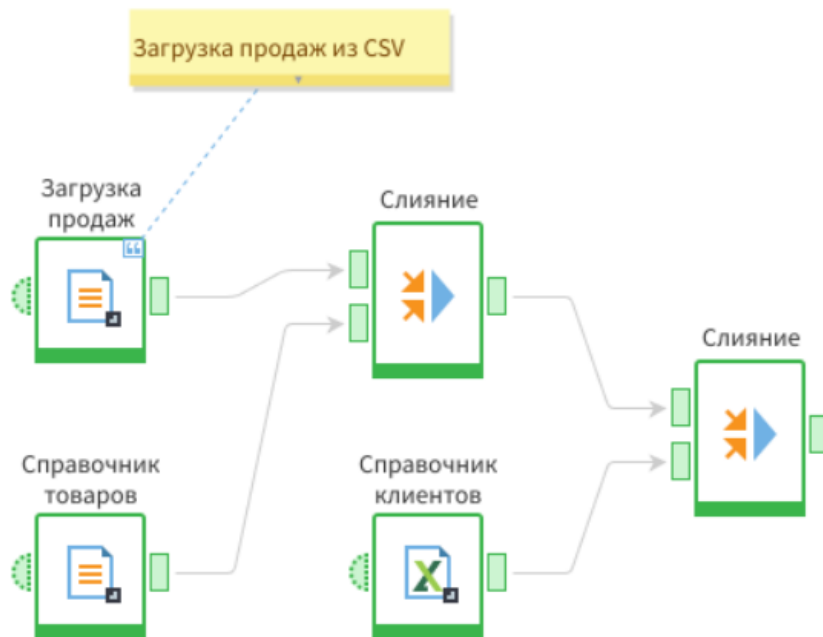 Загрузка продаж из CSV
Загрузка
продаж
Слияние
Слияние
Справочник
товаров
Справочник
клиентов